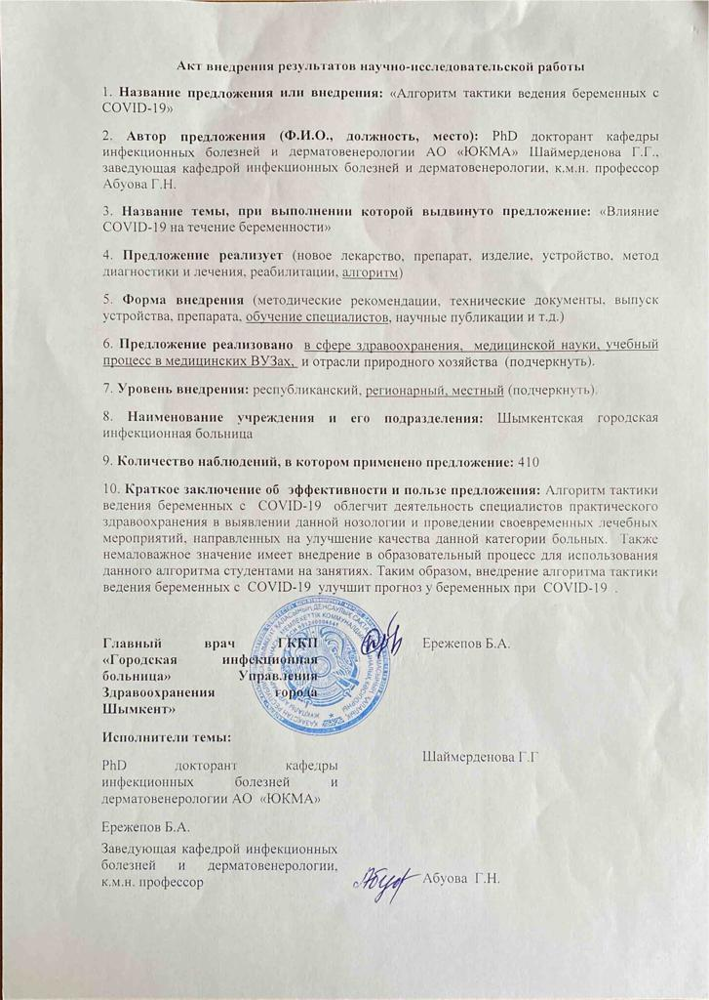 Акт внедрения результатов научно-исследовательской работы
1. Название предложения или внедрения: «Алгоритм тактики ведения беременных с
COVID-19»
2. Автор предложения (Ф.И.О., должность, место): PhD докторант кафедры
инфекционных болезней и дерматовенерологии АО «ЮКМА» Шаймерденова Г.Г.,
заведующая кафедрой инфекционных болезней и дерматовенерологии, к.м.н. профессор
Абуова Г.Н.
3. Название темы, при выполнении которой выдвинуто предложение: «Влияние
COVID-19 на течение беременности»
4. Предложение реализует (новое лекарство, препарат, изделие, устройство, метод
диагностики и лечения, реабилитации, алгоритм)
5. Форма внедрения (методические рекомендации, технические документы, выпуск
устройства, препарата, обучение специалистов, научные публикации и т.д.)
6. Предложение реализовано в сфере здравоохранения, медицинской науки, учебный
процесс в медицинских ВУЗах, и отрасли природного хозяйства (подчеркнуть).
7. Уровень внедрения: республиканский, регионарный, местный (подчеркнуть).
8. Наименование учреждения и его подразделения: Шымкентская городская
инфекционная больница
9. Количество наблюдений, в котором применено предложение: 410
10. Краткое заключение об эффективности и пользе предложения: Алгоритм тактики
ведения беременных с COVID-19 облегчит деятельность специалистов практического
здравоохранения в выявлении данной нозологии и проведении своевременных лечебных
мероприятий, направленных на улучшение качества данной категории больных. Также
немаловажное значение имеет внедрение в образовательный процесс для использования
данного алгоритма студентами на занятиях. Таким образом, внедрение алгоритма тактики
ведения беременных с COVID-19 улучшит прогноз у беременных при COVID-19 .
Главный врач ГККП Ережепов Б.А.
«Городская инфекционная
больница» Управления
Здравоохранения города
Шымкент»
Исполнители темы:
Шаймерденова Г.Г
PhD докторант кафедры
инфекционных болезней и
дерматовенерологии АО «ЮКМА»
Ережепов Б.А.
Заведующая кафедрой инфекционных
болезней и дерматовенерологии,
к.м.н. профессор Абуова Г.Н.